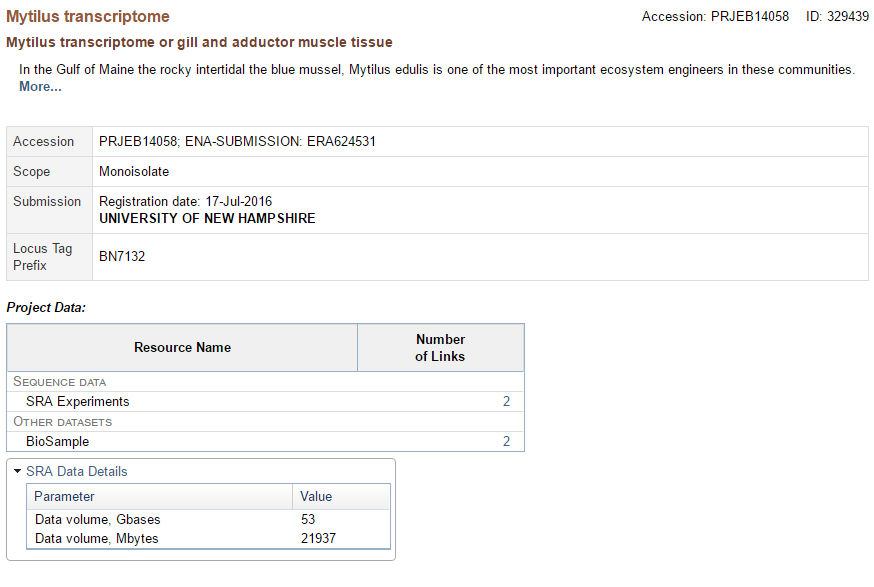 Mytilus transcriptome Accession: PRJEB14058 ID: 329439
Mytilus transcriptome or gill and adductor muscle tissue
In the Gulf of Maine the rocky intertidal the blue mussel, Mytilus edulis is one of the most important ecosystem engineers in these communities.
More...
Accession PRJEB14058; ENA-SUBMISSION: ERA624531
Scope Monoisolate
Submission Registration date: 17-Jul-2016
UNIVERSITY OF NEW HAMPSHIRE
Locus Tag
Prefix BN7132
Project Data:
Resource Name Number
of Links
SEQUENCE DATA
SRA Experiments 2
OTHER DATASETS
BioSample 2
SRA Data Details
Parameter Value
Data volume, Gbases 53
Data volume, Mbytes 21937